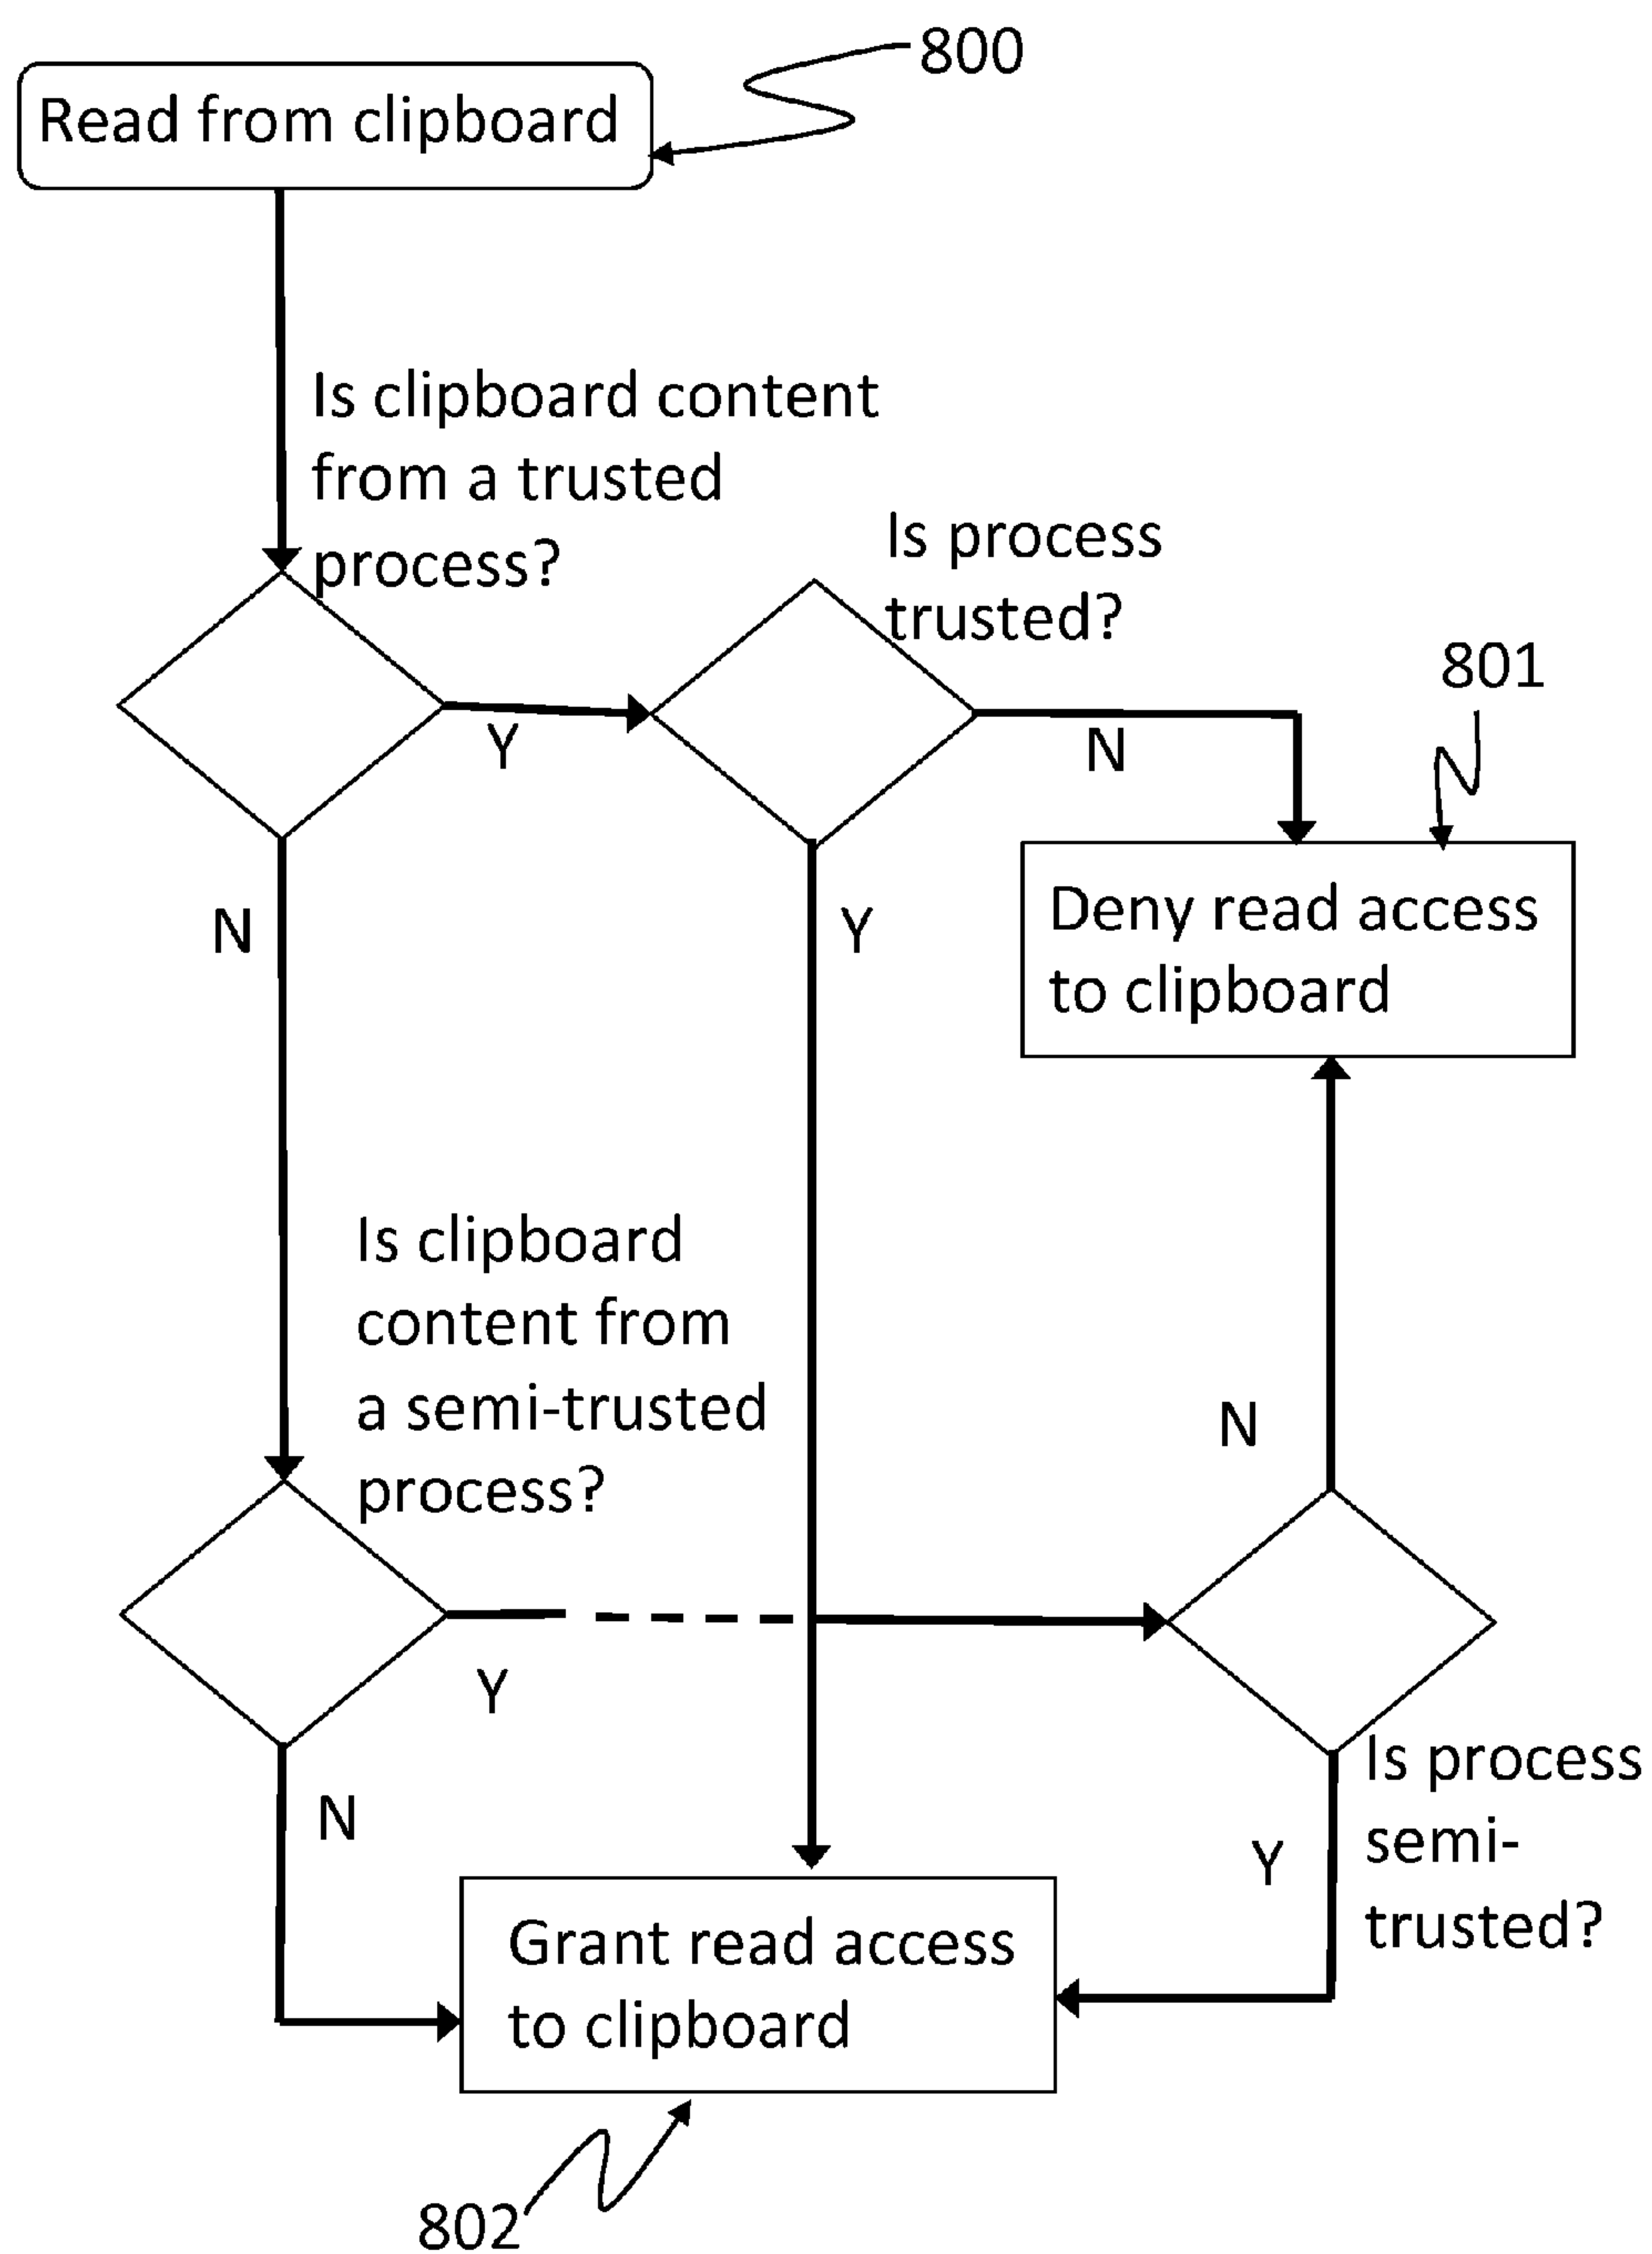 800
Read from clipboard
Is clipboard content
from a trusted
process?
Is process
trusted?
801
Y
N
N
Y
Deny read access
to clipboard
Is clipboard
content from
a semi-trusted
process?
N
Y
Is process
semi-
trusted?
N
Y
Grant read access
to clipboard
802